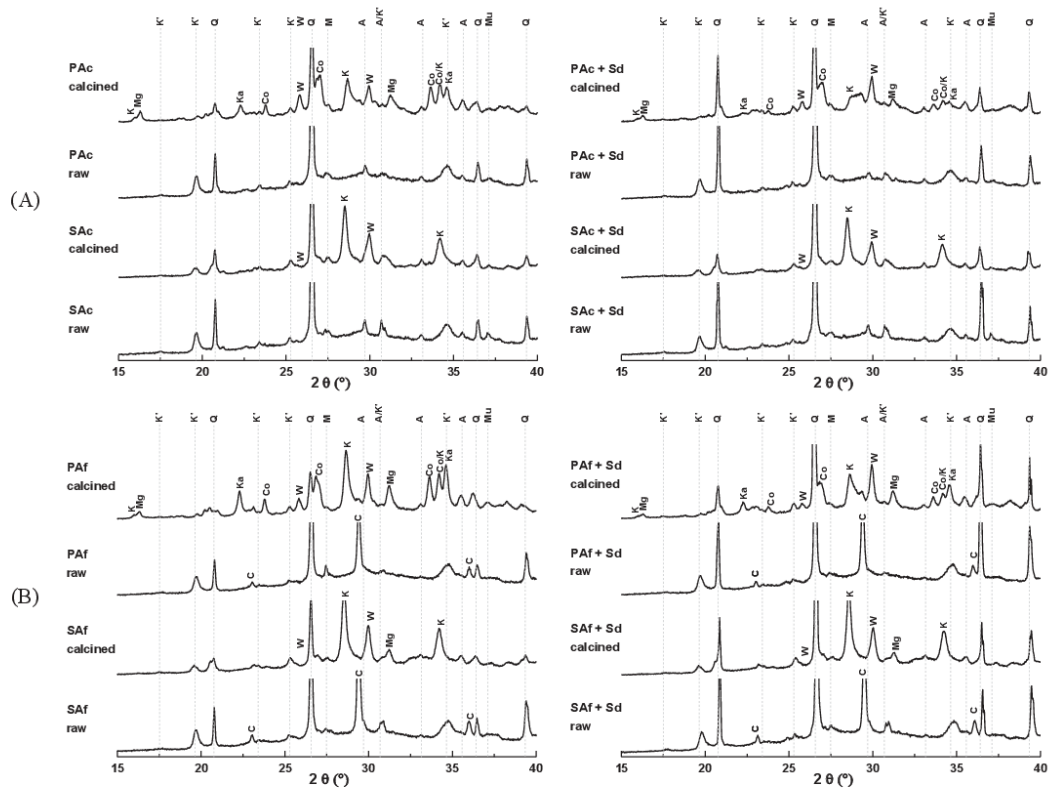 K' K' Q K' K' W Q M A A/K' A K' A Q Mu Q
PAc
calcined
K Mg Ka Co W Co K W Mg Co Co/K Ka
PAc
raw
(A)
SAc
calcined
W K W K
SAc
raw
15 20 25 30 35 40
2 θ (°)
K' K' Q K' K' Q M A A/K' A K' A Q Mu Q
PAc + Sd
calcined
K Mg Ka Co W Co K W Mg Co Co/K Ka
PAc + Sd
raw
SAc + Sd
calcined
W K W K
SAc + Sd
raw
15 20 25 30 35 40
2 θ (°)
K' K' Q K' K' Q M A A/K' A K' A Q Mu Q
PAf
calcined
K Mg Ka Co W Co K W Mg Co Co/K Ka
PAf
raw
C C C
(B)
SAf
calcined
W K W Mg K
SAf
raw
C C C
15 20 25 30 35 40
2 θ (°)
K' K' Q K' K' Q M A A/K' A K' A Q Mu Q
PAf + Sd
calcined
K Mg Ka Co W Co K W Mg Co Co/K Ka
PAf + Sd
raw
C C C
SAf + Sd
calcined
W K W Mg K
SAf + Sd
raw
C C C
15 20 25 30 35 40
2 θ (°)